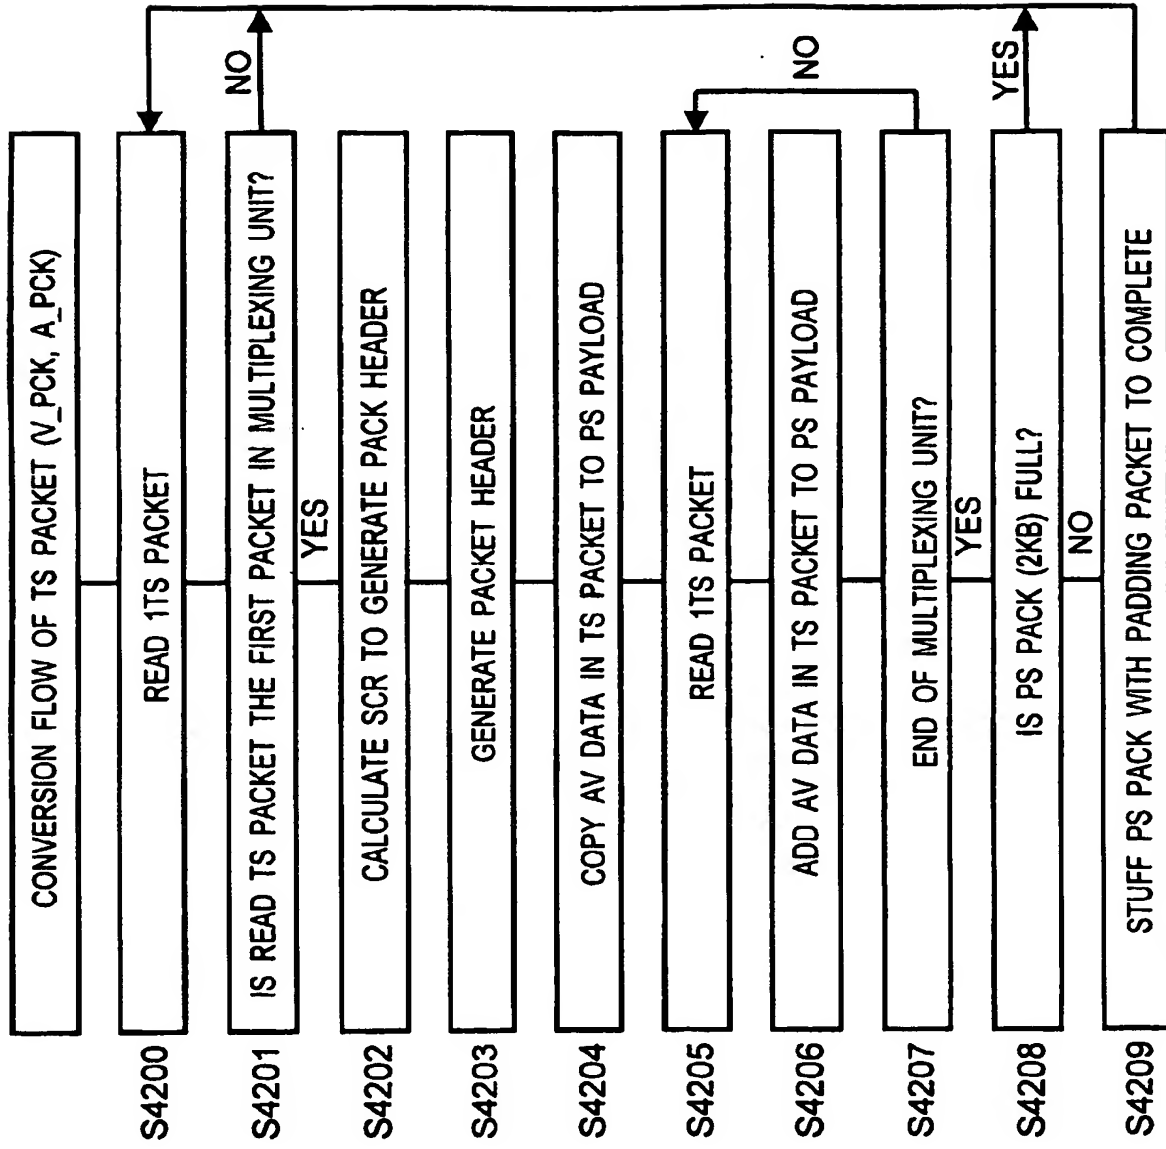 CONVERSION FLOW OF TS PACKET (V_PCK, A_PCK)
S4200
READ 1TS PACKET
S4201
IS READ TS PACKET THE FIRST PACKET IN MULTIPLEXING UNIT?
NO
YES
S4202
CALCULATE SCR TO GENERATE PACK HEADER
S4203
GENERATE PACKET HEADER
S4204
COPY AV DATA IN TS PACKET TO PS PAYLOAD
S4205
READ 1TS PACKET
S4206
ADD AV DATA IN TS PACKET TO PS PAYLOAD
NO
S4207
END OF MULTIPLEXING UNIT?
YES
S4208
IS PS PACK (2KB) FULL?
YES
NO
S4209
STUFF PS PACK WITH PADDING PACKET TO COMPLETE